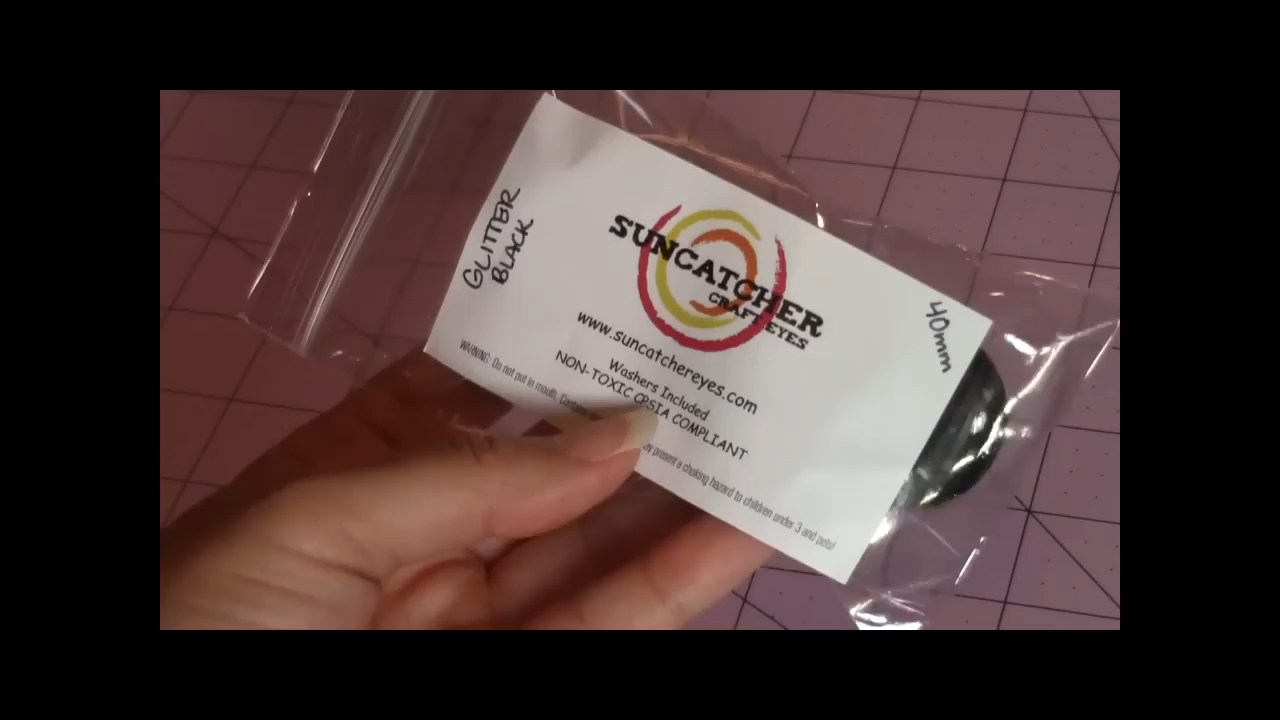 GLITTER
BLACK
SUNCATCHER
CRAFT EYES
40mm
www.suncatchereyes.com
Washers Included
NON-TOXIC CPSIA COMPLIANT
WARNING: Do not put in mouth. Contains present a choking hazard to children under 3 and pets!